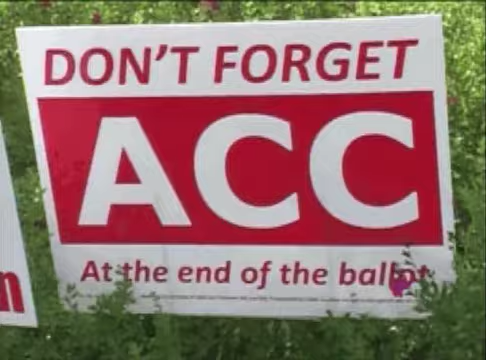 DON'T FORGET
ACC
At the end of the ballot